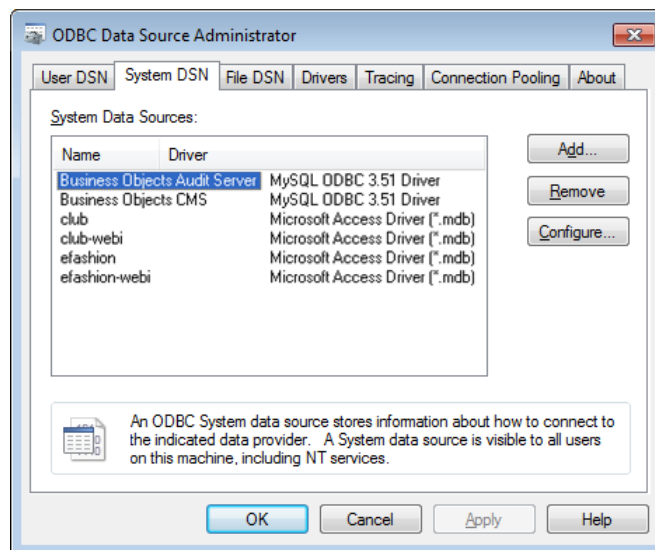 ODBC Data Source Administrator
User DSN System DSN File DSN Drivers Tracing Connection Pooling About
System Data Sources:
Name Driver
Business Objects Audit Server MySQL ODBC 3.51 Driver
Business Objects CMS MySQL ODBC 3.51 Driver
club Microsoft Access Driver (*.mdb)
club-webi Microsoft Access Driver (*.mdb)
efashion Microsoft Access Driver (*.mdb)
efashion-webi Microsoft Access Driver (*.mdb)
Add...
Remove
Configure...
An ODBC System data source stores information about how to connect to
the indicated data provider. A System data source is visible to all users
on this machine, including NT services.
OK Cancel Apply Help